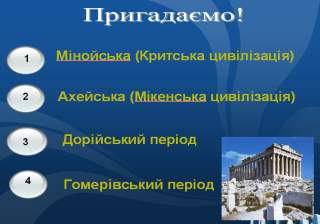 Пригадаємо!
1 Мінойська (Критська цивілізація)
2 Ахейська (Мікенська цивілізація)
3 Дорійський період
4 Гомерівський період